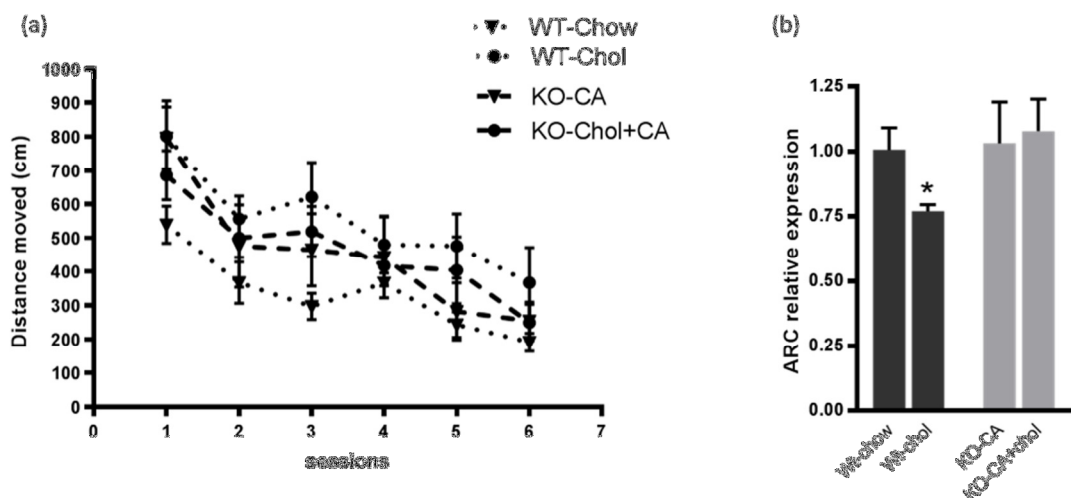 (a)
WT-Chow
WT-Chol
KO-CA
KO-Chol+CA
Distance moved (cm)
1000
900
800
700
600
500
400
300
200
100
0
0 1 2 3 4 5 6 7
sessions
(b)
ARC relative expression
1.25
1.00
0.75
0.50
0.25
0.00
*
Wt-chow
Wt-chol
KO-CA
KO-CA+chol